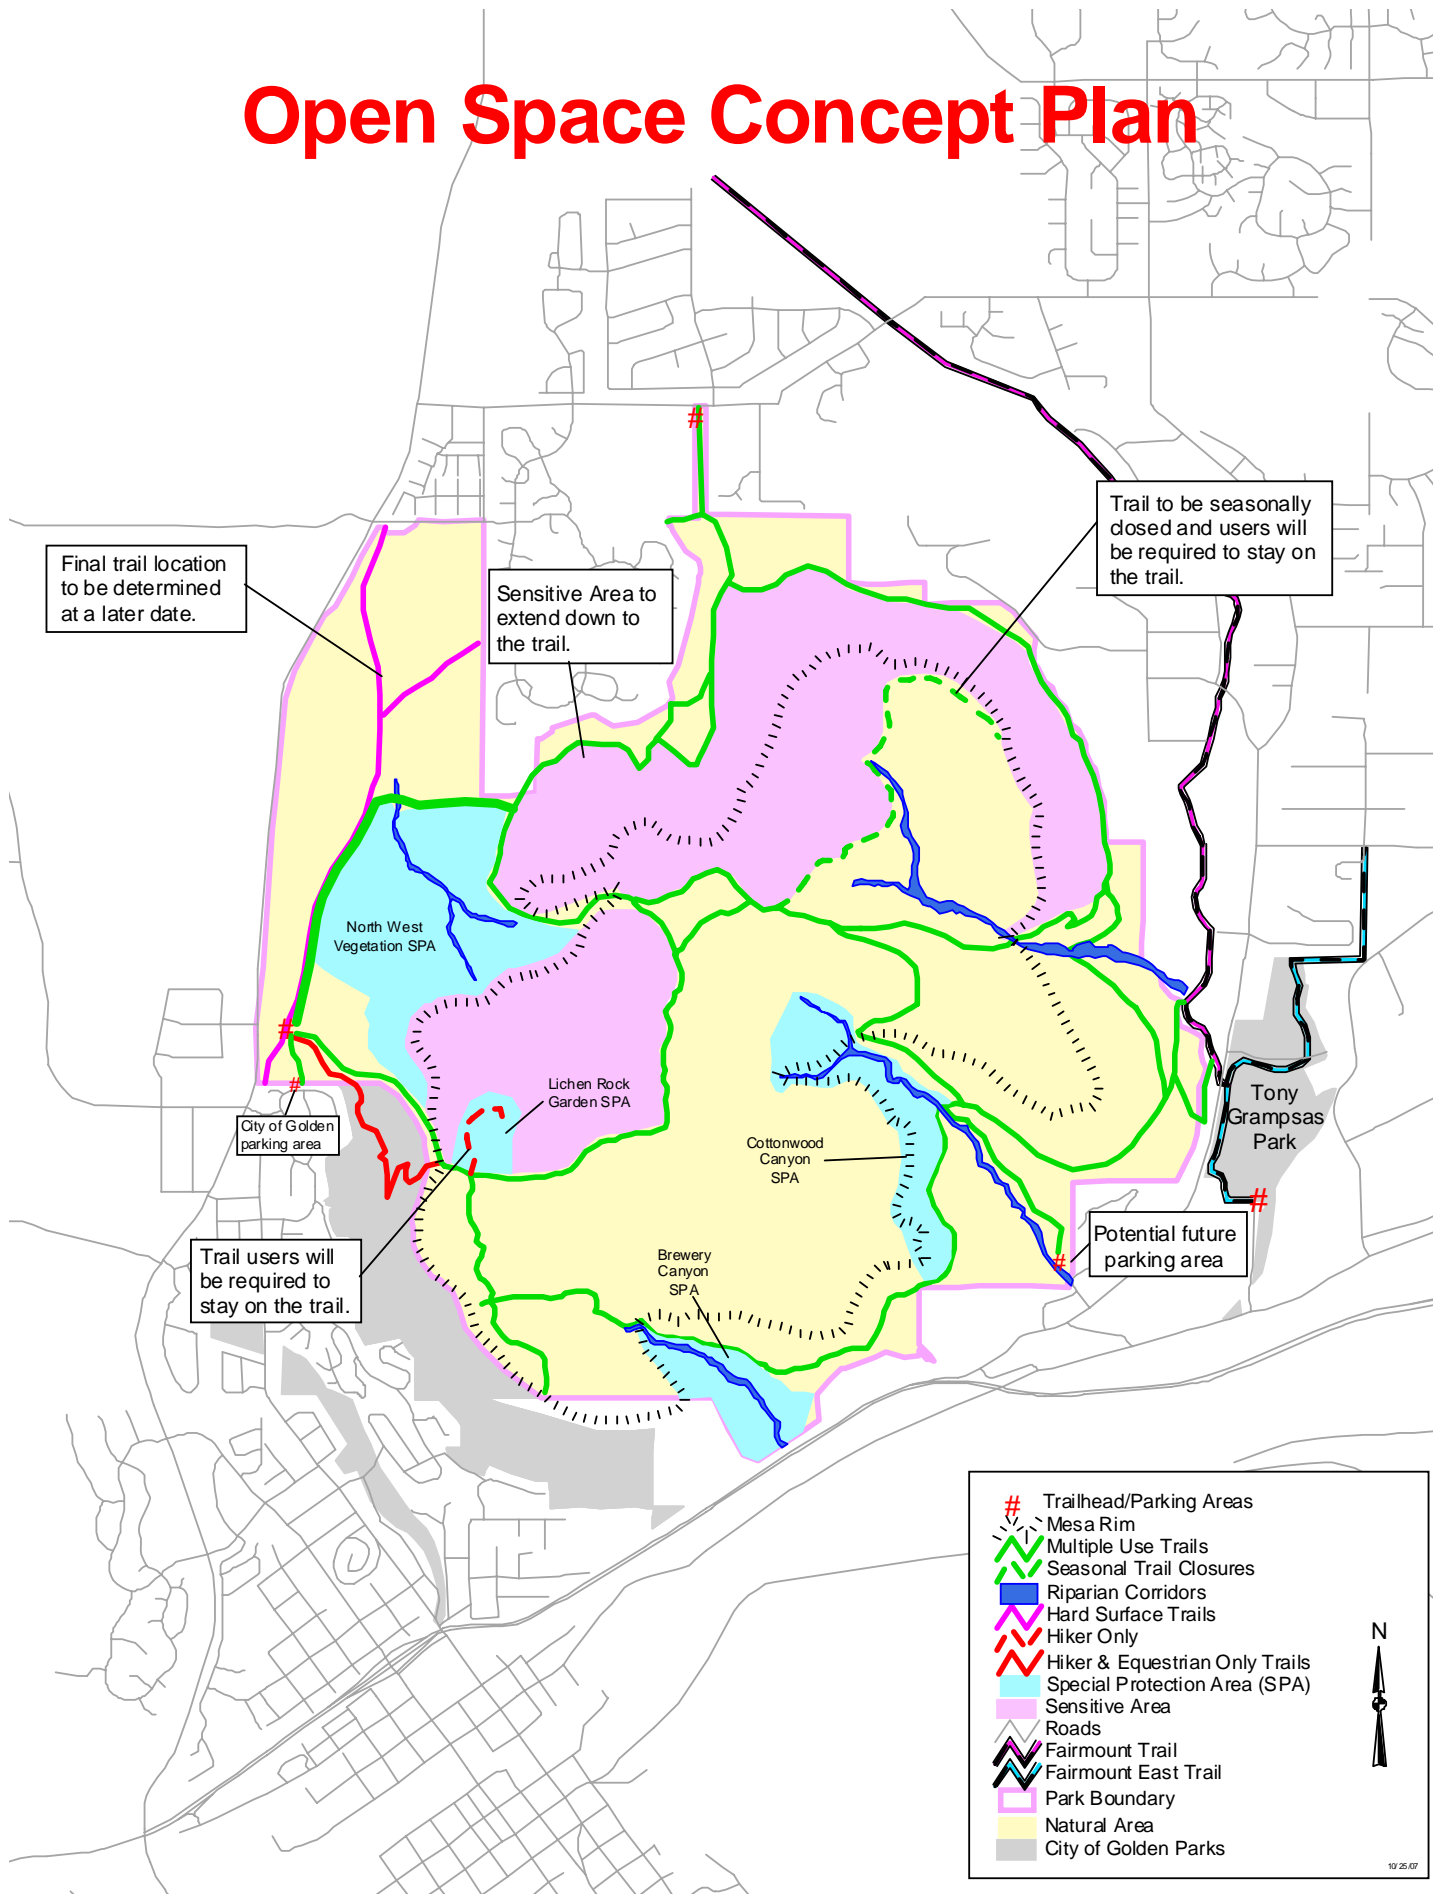 Open Space Concept Plan
#
Trail to be seasonally
closed and users will
be required to stay on
the trail.
Final trail location
to be determined
at a later date.
Sensitive Area to
extend down to
the trail.
North West
Vegetation SPA
#
#
City of Golden
parking area
Lichen Rock
Garden SPA
Tony
Grampsas
Park
Cottonwood
Canyon
SPA
#
Trail users will
be required to
stay on the trail.
Brewery
Canyon
SPA
Potential future
parking area
#
# Trailhead/Parking Areas
Mesa Rim
Multiple Use Trails
Seasonal Trail Closures
Riparian Corridors
Hard Surface Trails
Hiker Only
Hiker & Equestrian Only Trails
Special Protection Area (SPA)
Sensitive Area
Roads
Fairmount Trail
Fairmount East Trail
Park Boundary
Natural Area
City of Golden Parks
N
10/25/07